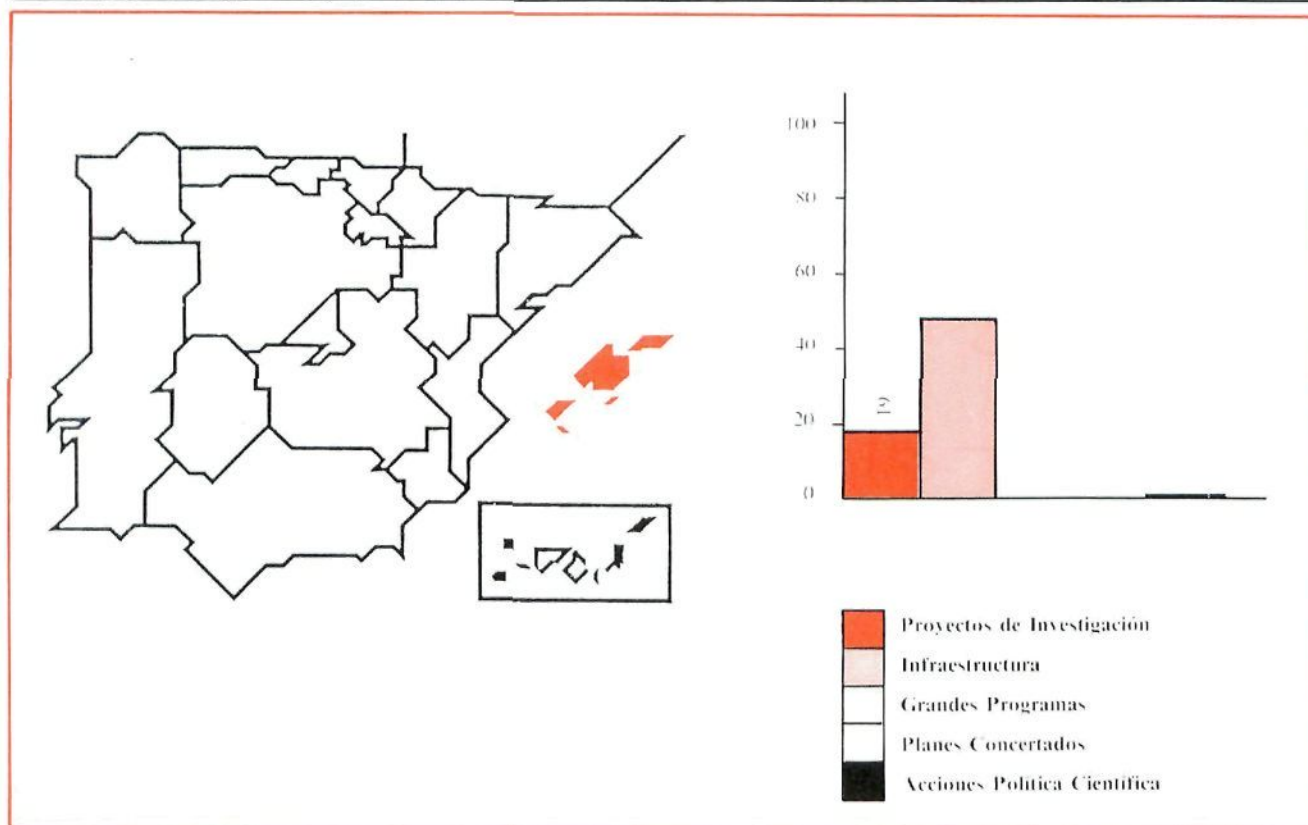 100
80
60
40
20
0
19
Proyectos de Investigación
Infraestructura
Grandes Programas
Planes Concertados
Acciones Política Científica